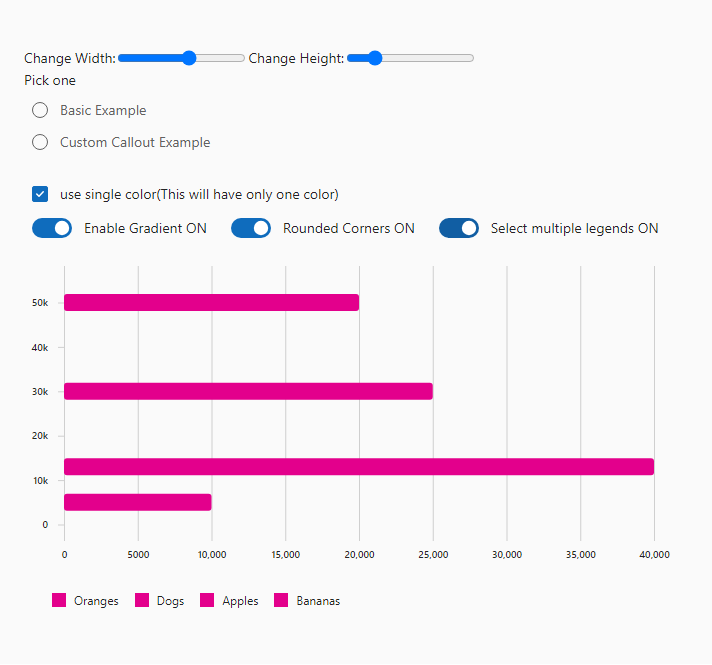 Change Width: Change Height:
Pick one
Basic Example
Custom Callout Example
use single color(This will have only one color)
Enable Gradient ON Rounded Corners ON Select multiple legends ON
50k
40k
30k
20k
10k
0
0 5000 10,000 15,000 20,000 25,000 30,000 35,000 40,000
Oranges Dogs Apples Bananas